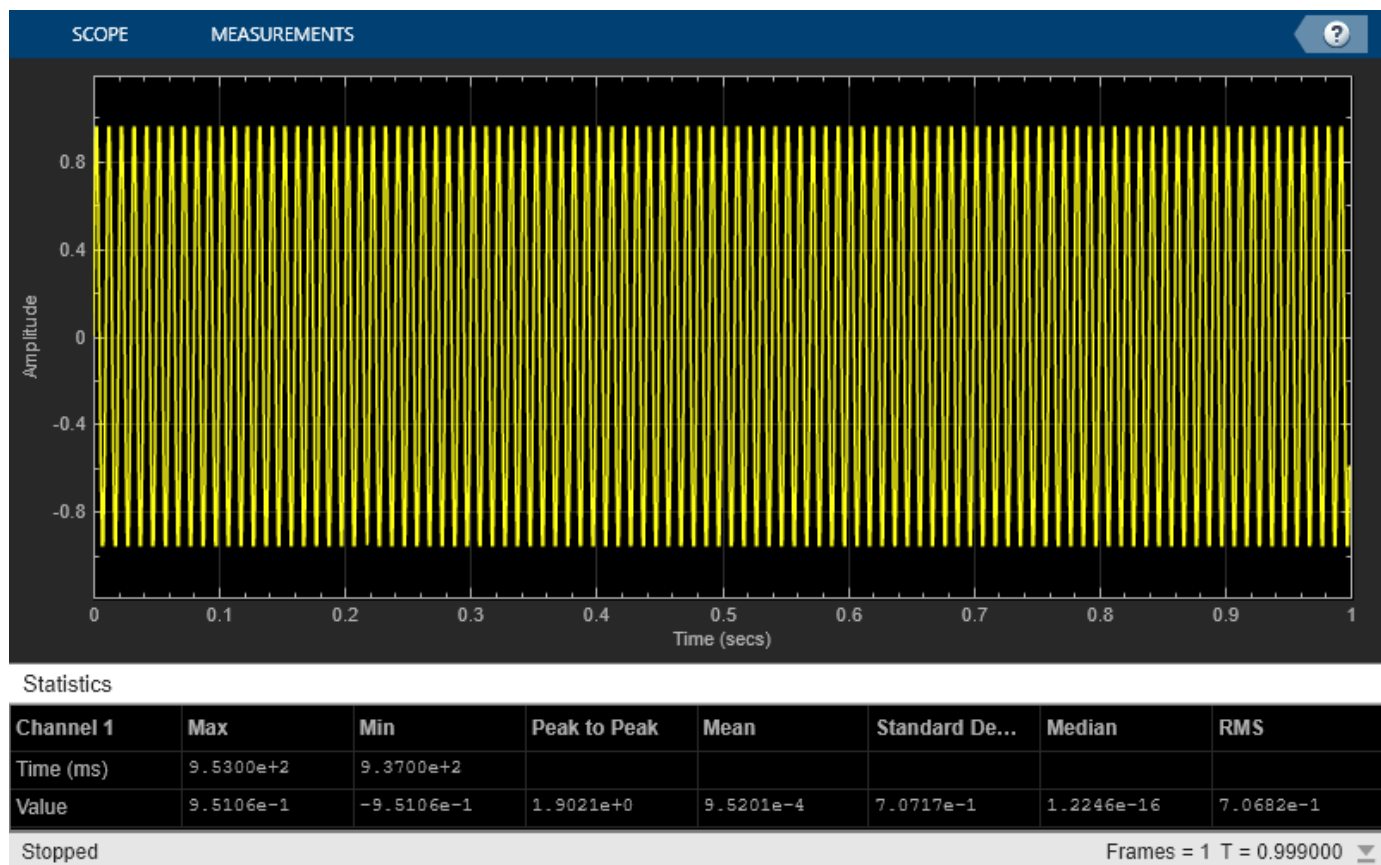 SCOPE MEASUREMENTS ?
0.8
0.4
0
-0.4
-0.8
Amplitude
0 0.1 0.2 0.3 0.4 0.5 0.6 0.7 0.8 0.9 1
Time (secs)
Statistics
Channel 1 Max Min Peak to Peak Mean Standard De... Median RMS
Time (ms) 9.5300e+2 9.3700e+2
Value 9.5106e-1 -9.5106e-1 1.9021e+0 9.5201e-4 7.0717e-1 1.2246e-16 7.0682e-1
Stopped Frames = 1 T = 0.999000